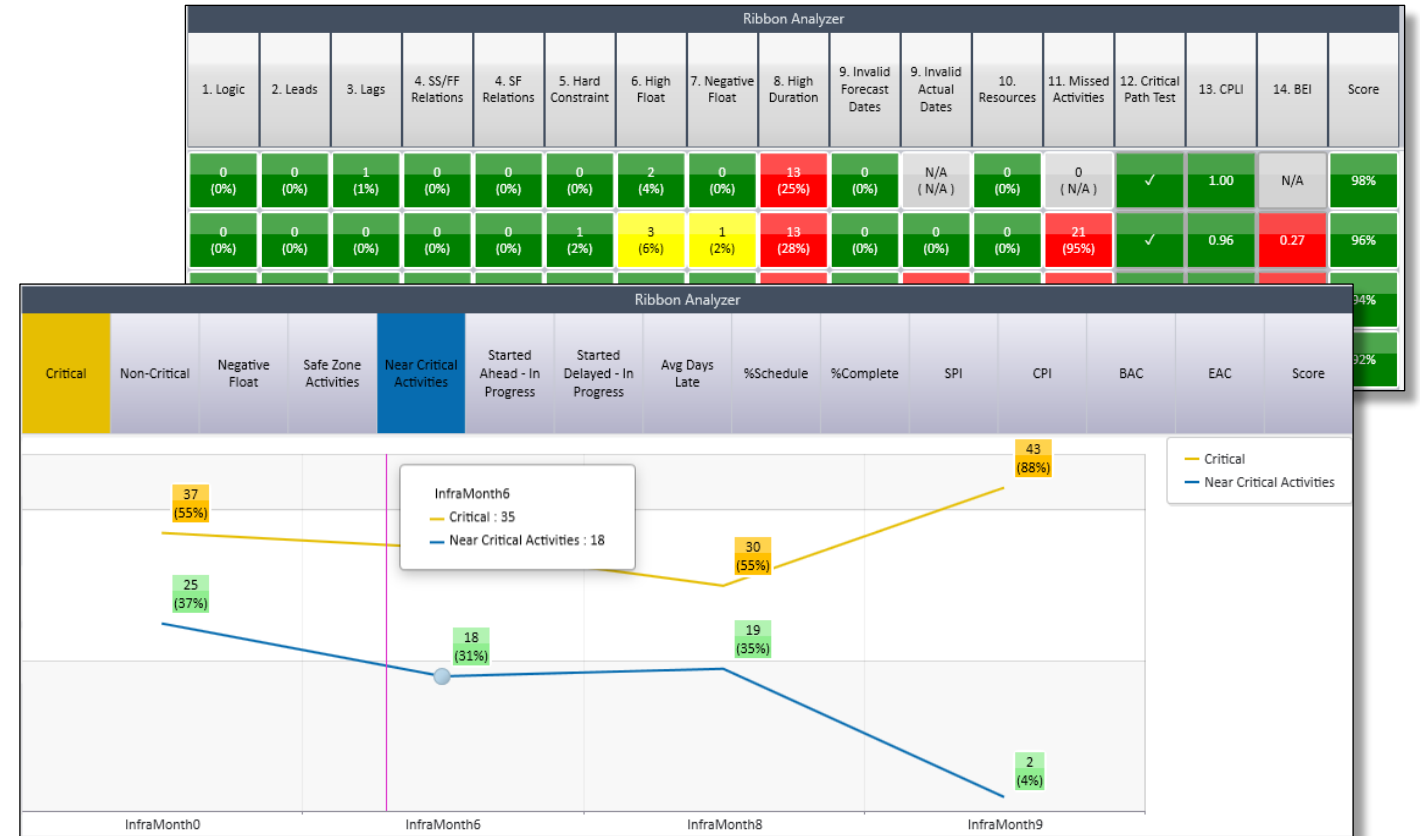 Ribbon Analyzer
1. Logic
2. Leads
3. Lags
4. SS/FF
Relations
4. SF
Relations
5. Hard
Constraint
6. High
Float
7. Negative
Float
8. High
Duration
9. Invalid
Forecast
Dates
9. Invalid
Actual
Dates
10.
Resources
11. Missed
Activities
12. Critical
Path Test
13. CPLI
14. BEI
Score
0
(0%)
0
(0%)
1
(1%)
0
(0%)
0
(0%)
0
(0%)
2
(4%)
0
(0%)
13
(25%)
0
(0%)
N/A
( N/A )
0
(0%)
0
( N/A )
✓
1.00
N/A
98%
0
(0%)
0
(0%)
0
(0%)
0
(0%)
0
(0%)
1
(2%)
3
(6%)
1
(2%)
13
(28%)
0
(0%)
0
(0%)
0
(0%)
21
(95%)
✓
0.96
0.27
96%
94%
92%
Ribbon Analyzer
Critical
Non-Critical
Negative
Float
Safe Zone
Activities
Near Critical
Activities
Started
Ahead - In
Progress
Started
Delayed - In
Progress
Avg Days
Late
%Schedule
%Complete
SPI
CPI
BAC
EAC
Score
37
(55%)
25
(37%)
InfraMonth6
Critical : 35
Near Critical Activities : 18
18
(31%)
30
(55%)
19
(35%)
43
(88%)
2
(4%)
Critical
Near Critical Activities
InfraMonth0
InfraMonth6
InfraMonth8
InfraMonth9